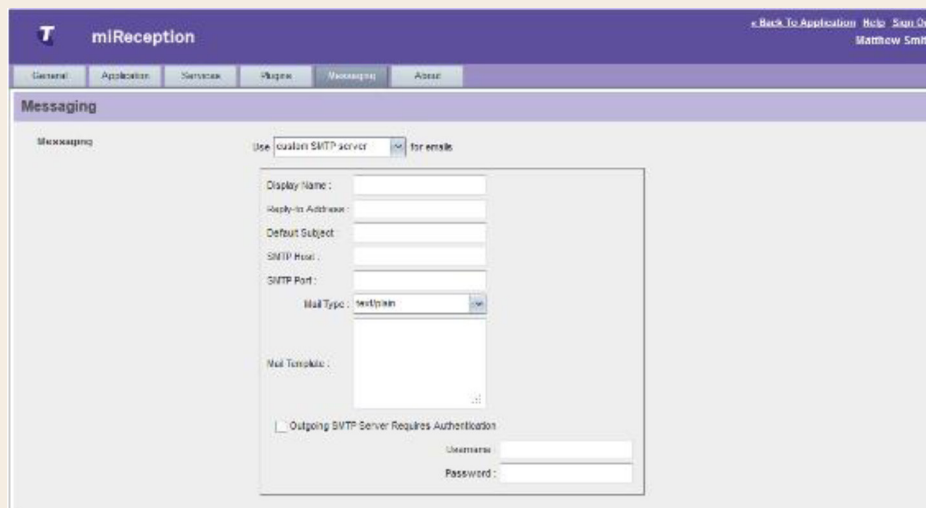 « Back To Application Help Sign O
T miReception
Matthew Smit
General Application Services Plugins Messaging About
Messaging
Messaging
Use custom SMTP server for emails
Display Name :
Reply-to Address :
Default Subject
SMTP Host :
SMTP Port :
Mail Type : text/plain
Mail Template :
Outgoing SMTP Server Requires Authentication
Username :
Password :